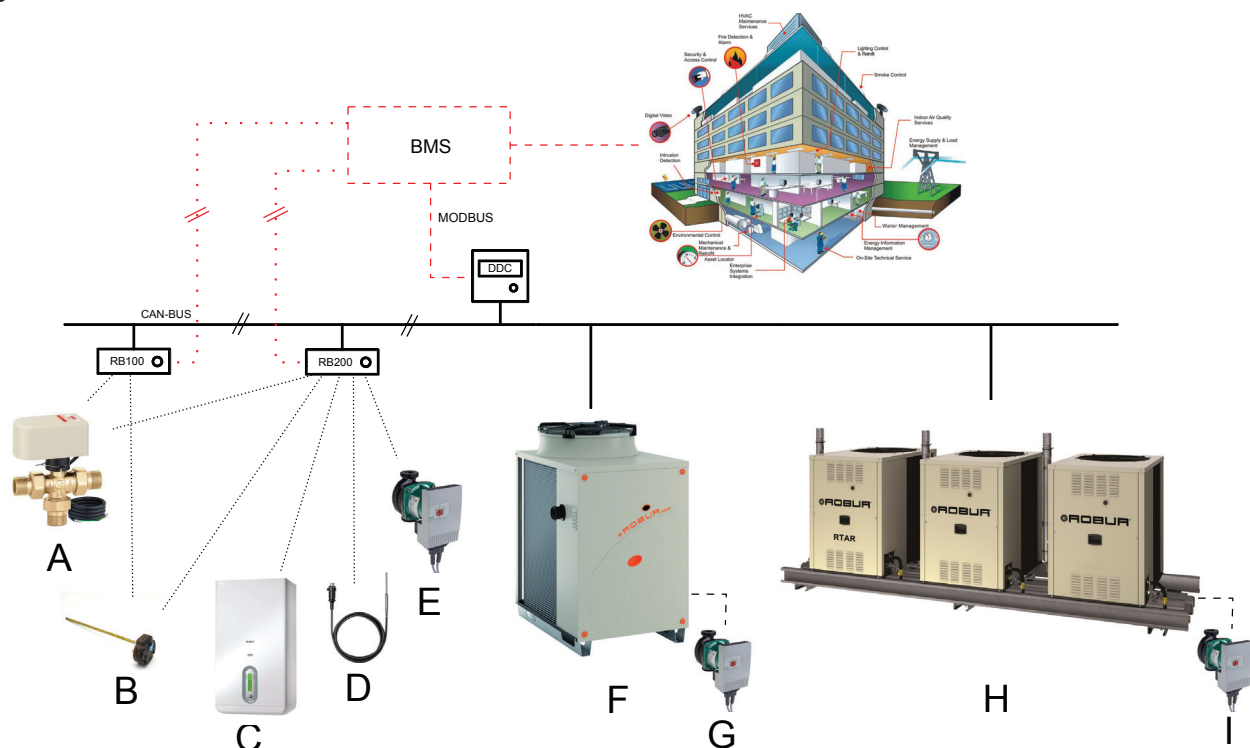 HVAC
Maintenance
Services
Fire Detection &
Alarm
Security &
Access Control
Lighting Control
& Retrofit
Smoke Control
Digital Video
Indoor Air Quality
Services
Energy Supply & Load
Management
Intrusion
Detection
Environmental Control
Water Management
Mechanical
Maintenance &
Retrofit
Energy Information
Management
Asset Locator
On-Site Technical Service
Enterprise
Systems
Integration
BMS
MODBUS
DDC
CAN-BUS
RB100
RB200
ROBUR
ROBUR
ROBUR
ROBUR
RTAR
A
B
C
D
E
F
G
H
I